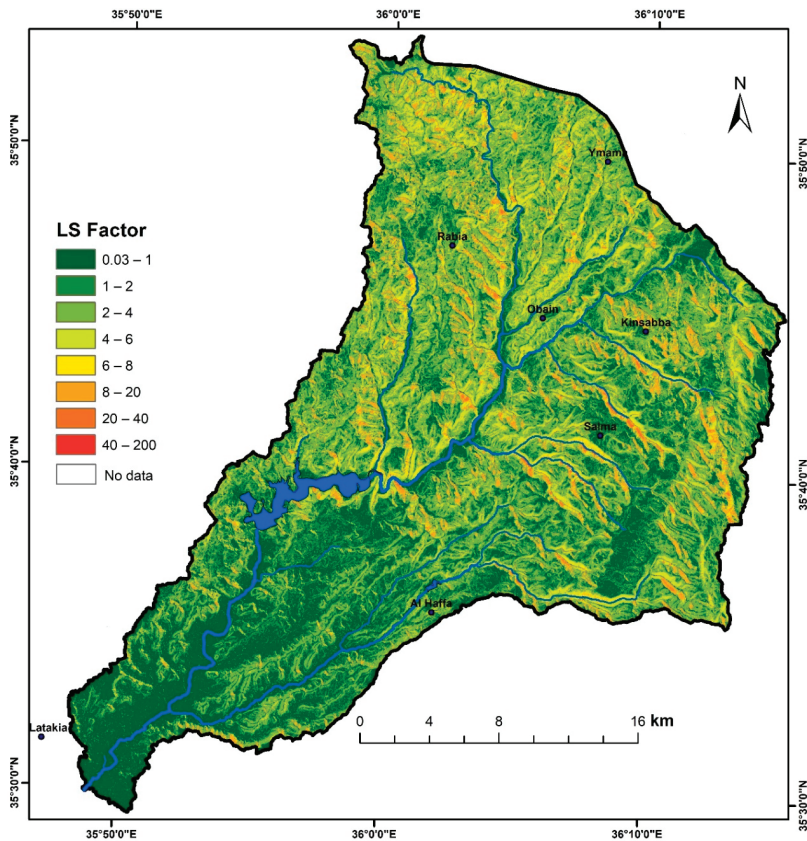 35°50'0"E 36°0'0"E 36°10'0"E
N
35°50'0"N 35°50'0"N
Ymama
LS Factor
0.03 – 1
1 – 2
2 – 4
4 – 6
6 – 8
8 – 20
20 – 40
40 – 200
No data
Rabia
Obain
Kinsabba
Salma
35°40'0"N 35°40'0"N
Al Haffa
Latakia
0 4 8 16 km
35°30'0"N 35°30'0"N
35°50'0"E 36°0'0"E 36°10'0"E